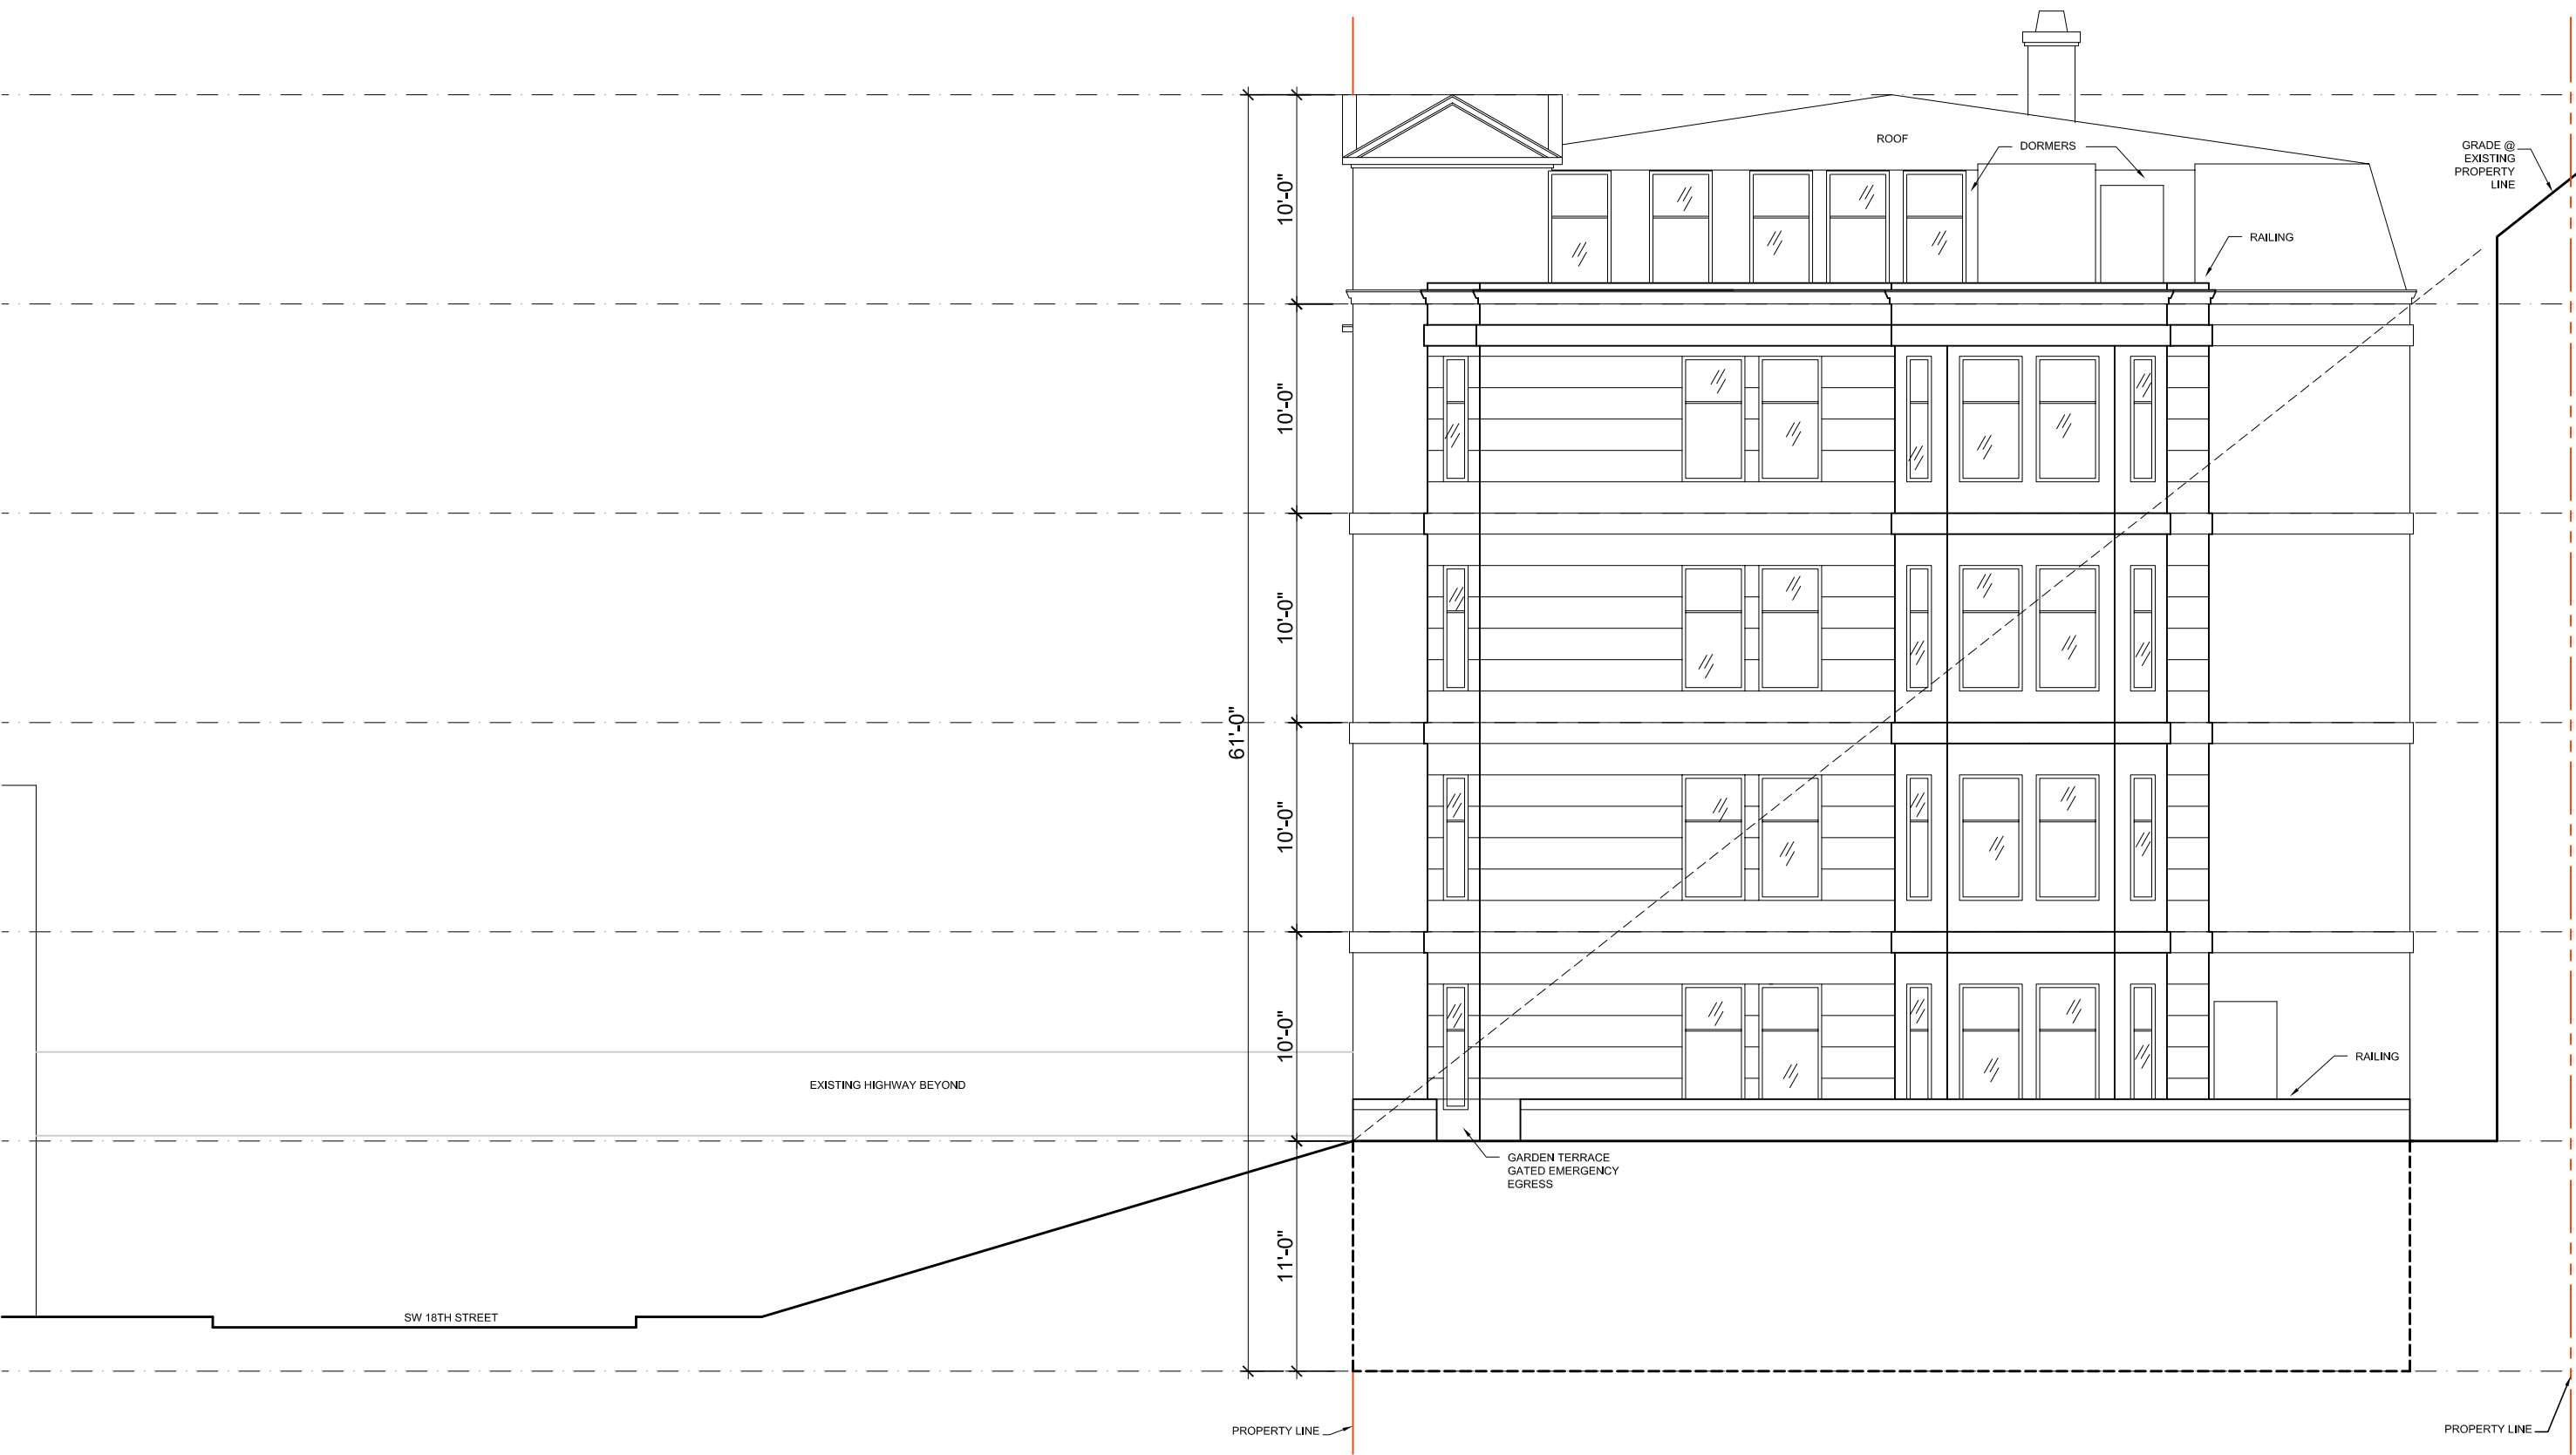 ROOF
DORMERS
GRADE @
EXISTING
PROPERTY
LINE
10'-0"
RAILING
10'-0"
10'-0"
61'-0"
10'-0"
10'-0"
EXISTING HIGHWAY BEYOND
RAILING
GARDEN TERRACE
GATED EMERGENCY
EGRESS
11'-0"
SW 18TH STREET
PROPERTY LINE
PROPERTY LINE